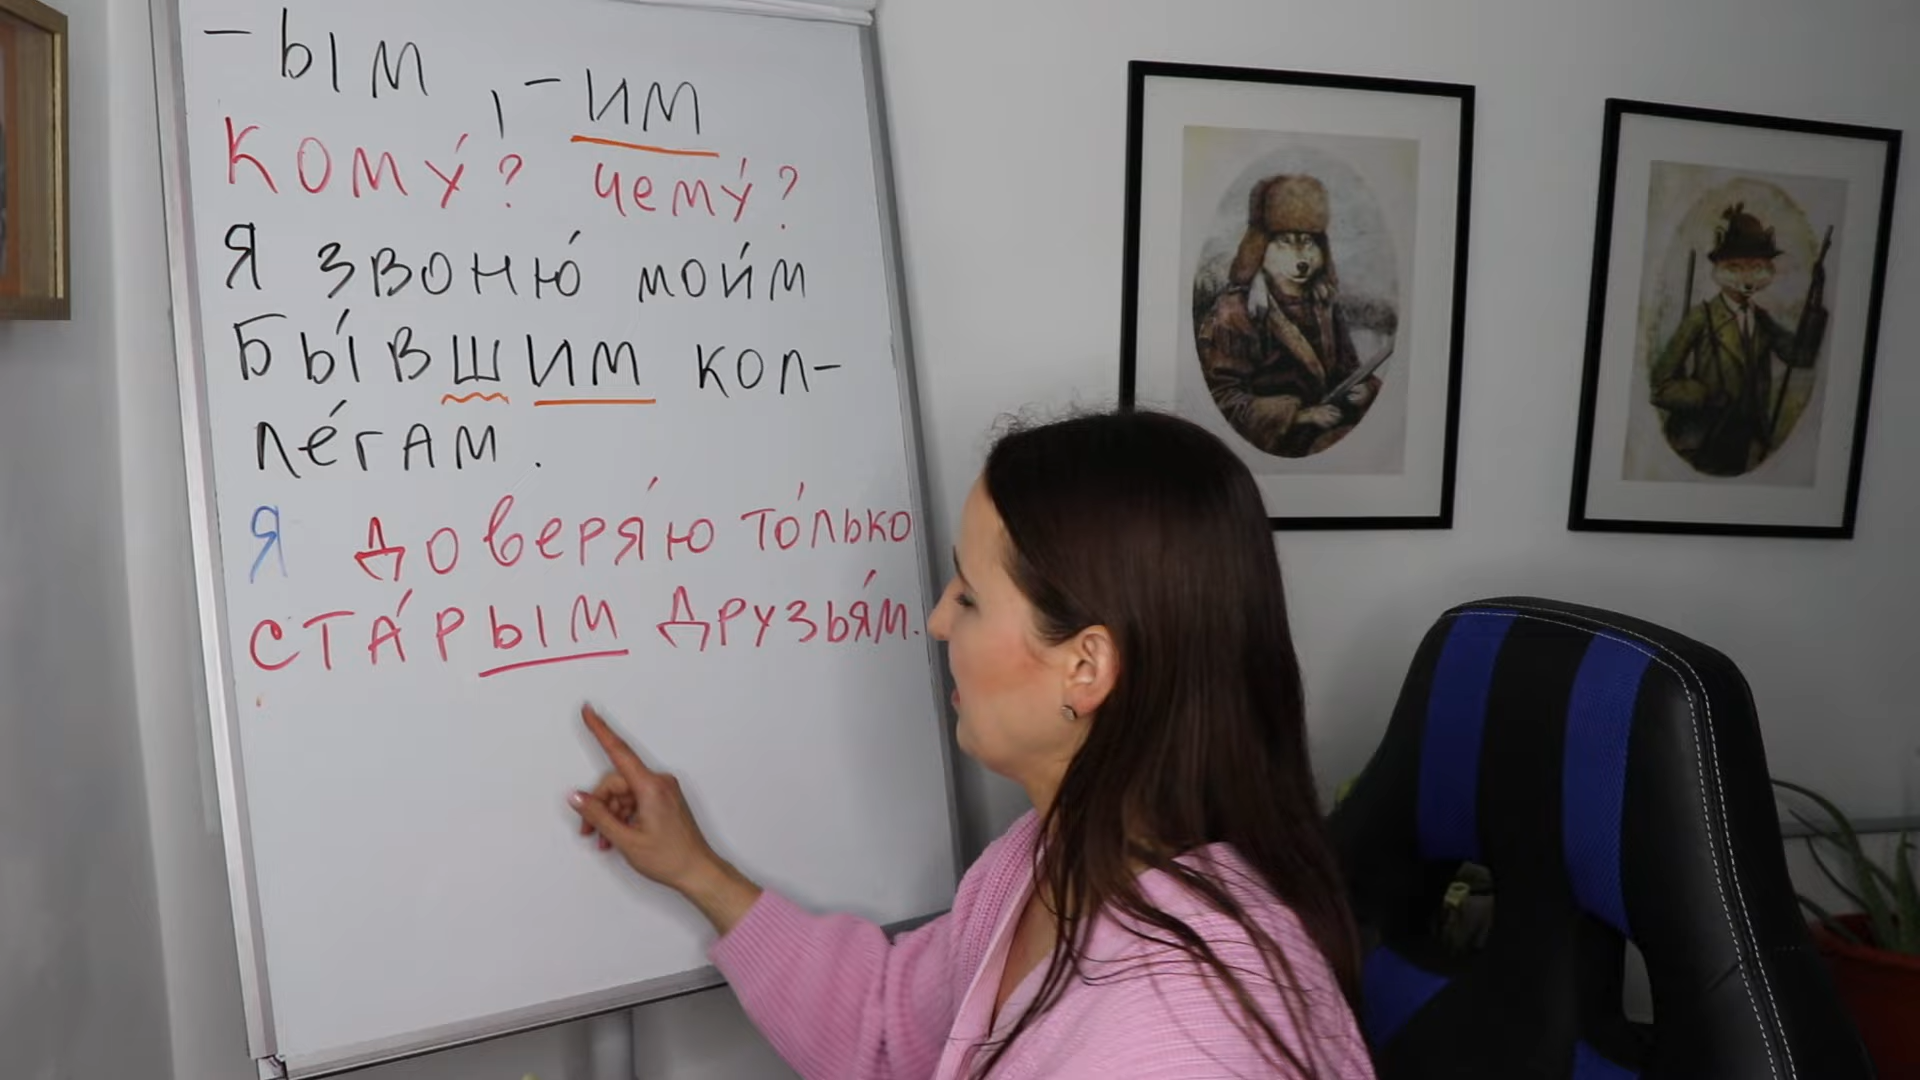 -ым, -им
кому́? чему́?
Я звоню́ мои́м
бы́вшим кол-
ле́гам.
Я доверя́ю то́лько
ста́рым друзья́м.